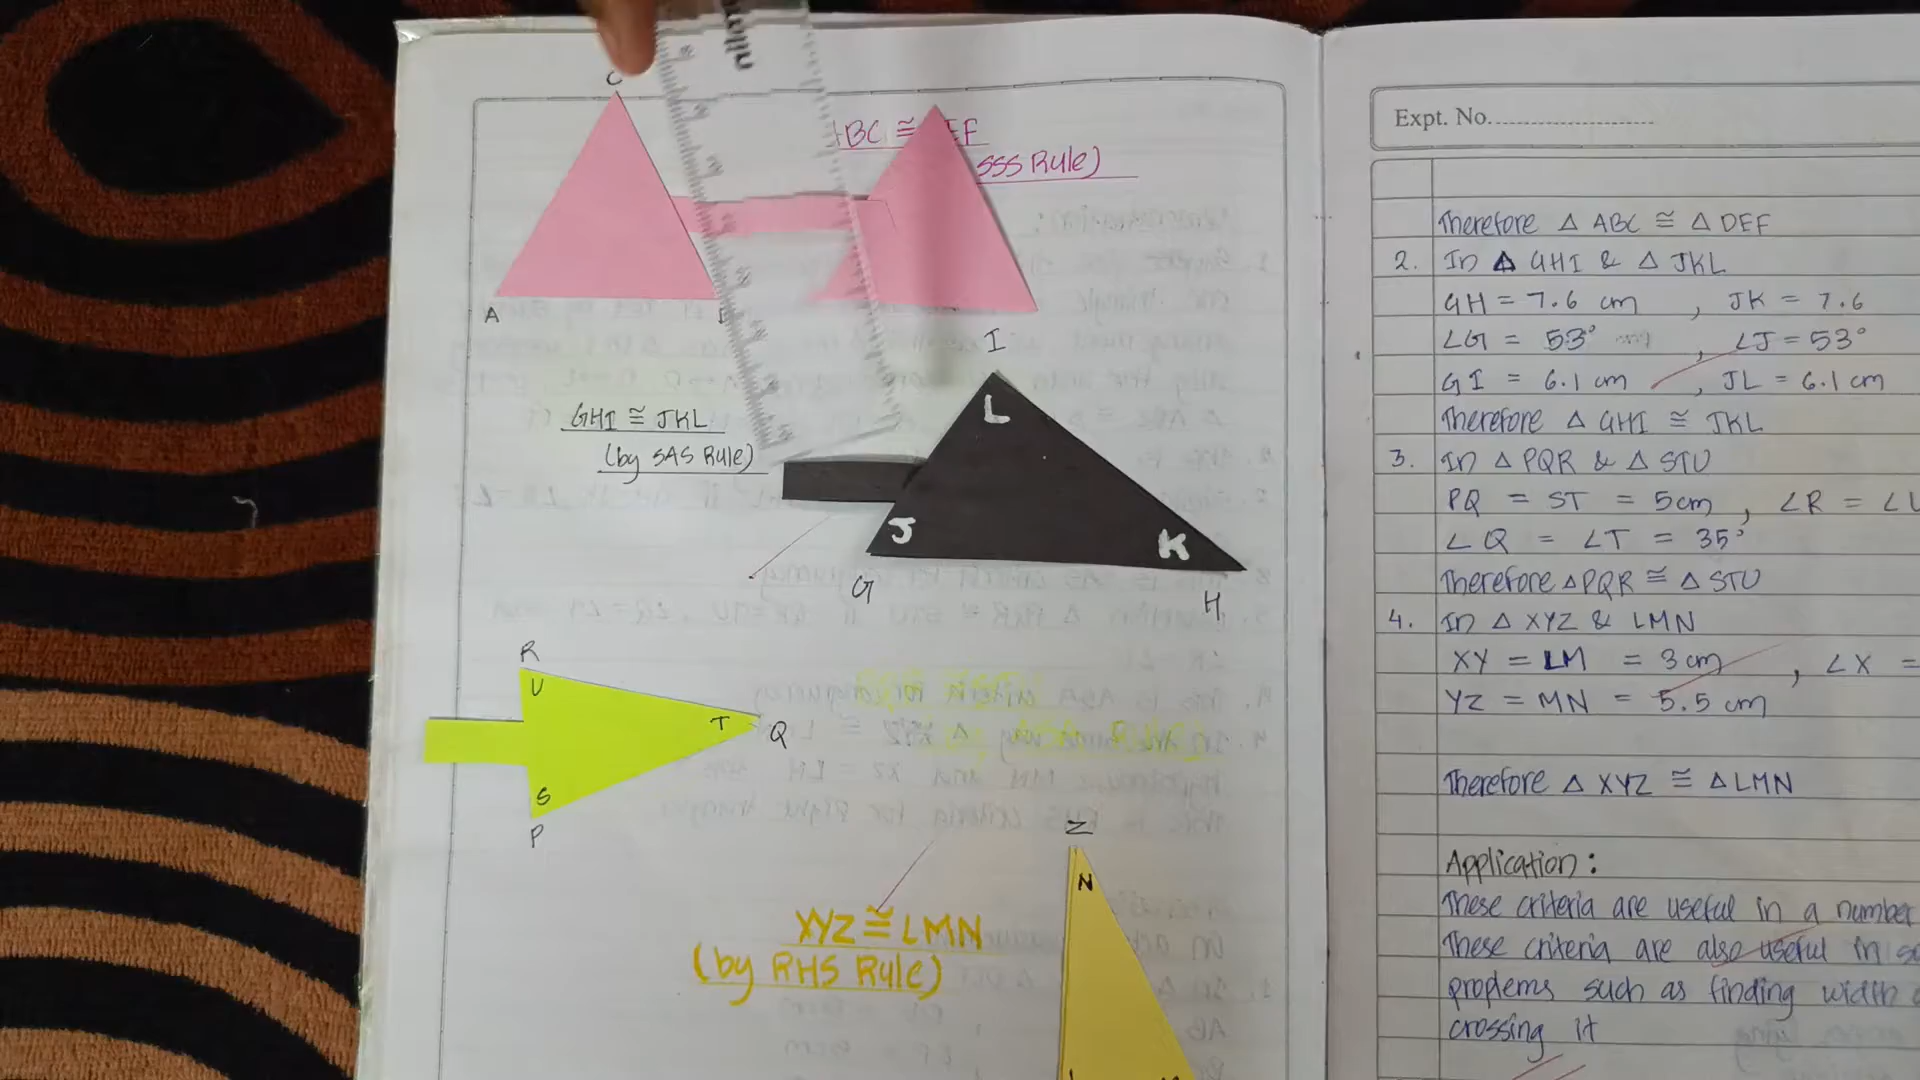 C
ABC ≅ DEF
SSS Rule)
A
I
L
GHI ≅ JKL
(by SAS Rule)
J
K
G
H
R
U
T
Q
S
P
Z
N
XYZ ≅ LMN
(by RHS Rule)
Expt. No.
Therefore △ ABC ≅ △ DEF
2. In △ GHI & △ JKL
GH = 7.6 cm , JK = 7.6
∠G = 53° , ∠J = 53°
GI = 6.1 cm , JL = 6.1 cm
Therefore △ GHI ≅ JKL
3. In △ PQR & △ STU
PQ = ST = 5cm , ∠R = ∠U
∠Q = ∠T = 35°
Therefore △PQR ≅ △ STU
4. In △ XYZ & LMN
XY = LM = 3 cm , ∠X =
YZ = MN = 5.5 cm
Therefore △ XYZ ≅ △LMN
Application :
These criteria are useful in a number
These criteria are also useful in
proplems such as finding width
crossing it